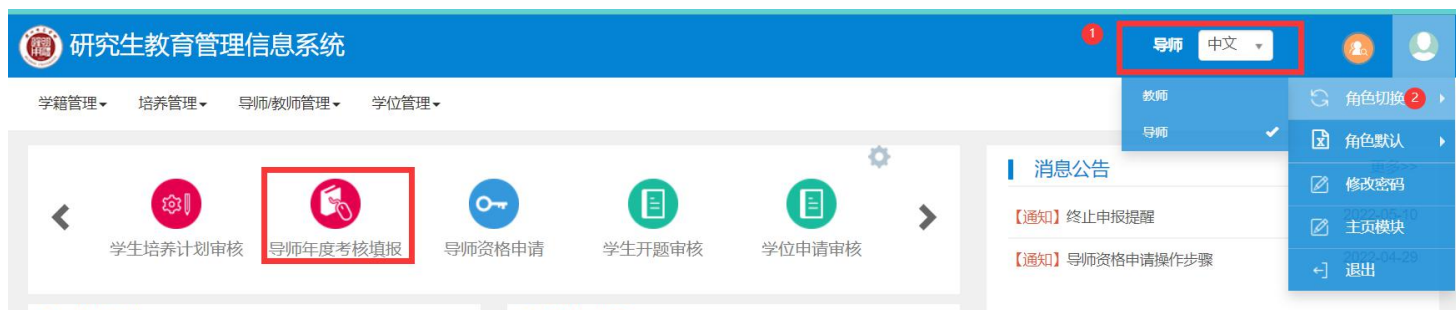 研究生教育管理信息系统
1
导师 中文
学籍管理 培养管理 导师/教师管理 学位管理
教师
导师
角色切换 2
角色默认
修改密码
主页模块
退出
学生培养计划审核
导师年度考核填报
导师资格申请
学生开题审核
学位申请审核
消息公告
【通知】终止申报提醒 2022-05-10
【通知】导师资格申请操作步骤 2022-04-29